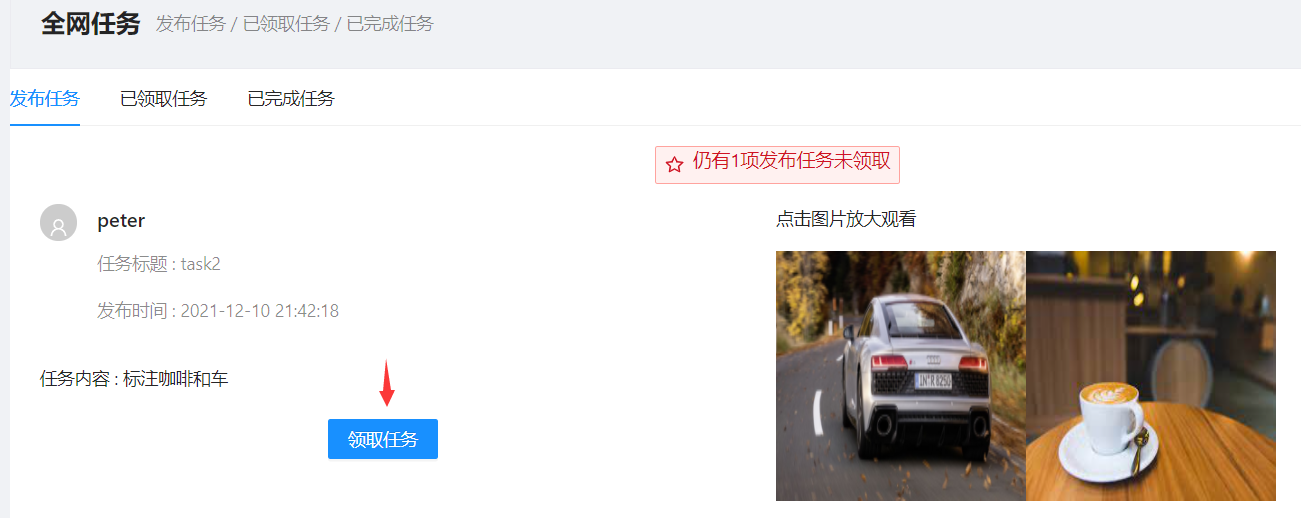 全网任务 发布任务 / 已领取任务 / 已完成任务
发布任务 已领取任务 已完成任务
仍有1项发布任务未领取
peter
点击图片放大观看
任务标题 : task2
发布时间 : 2021-12-10 21:42:18
任务内容 : 标注咖啡和车
领取任务
IN·R 8250